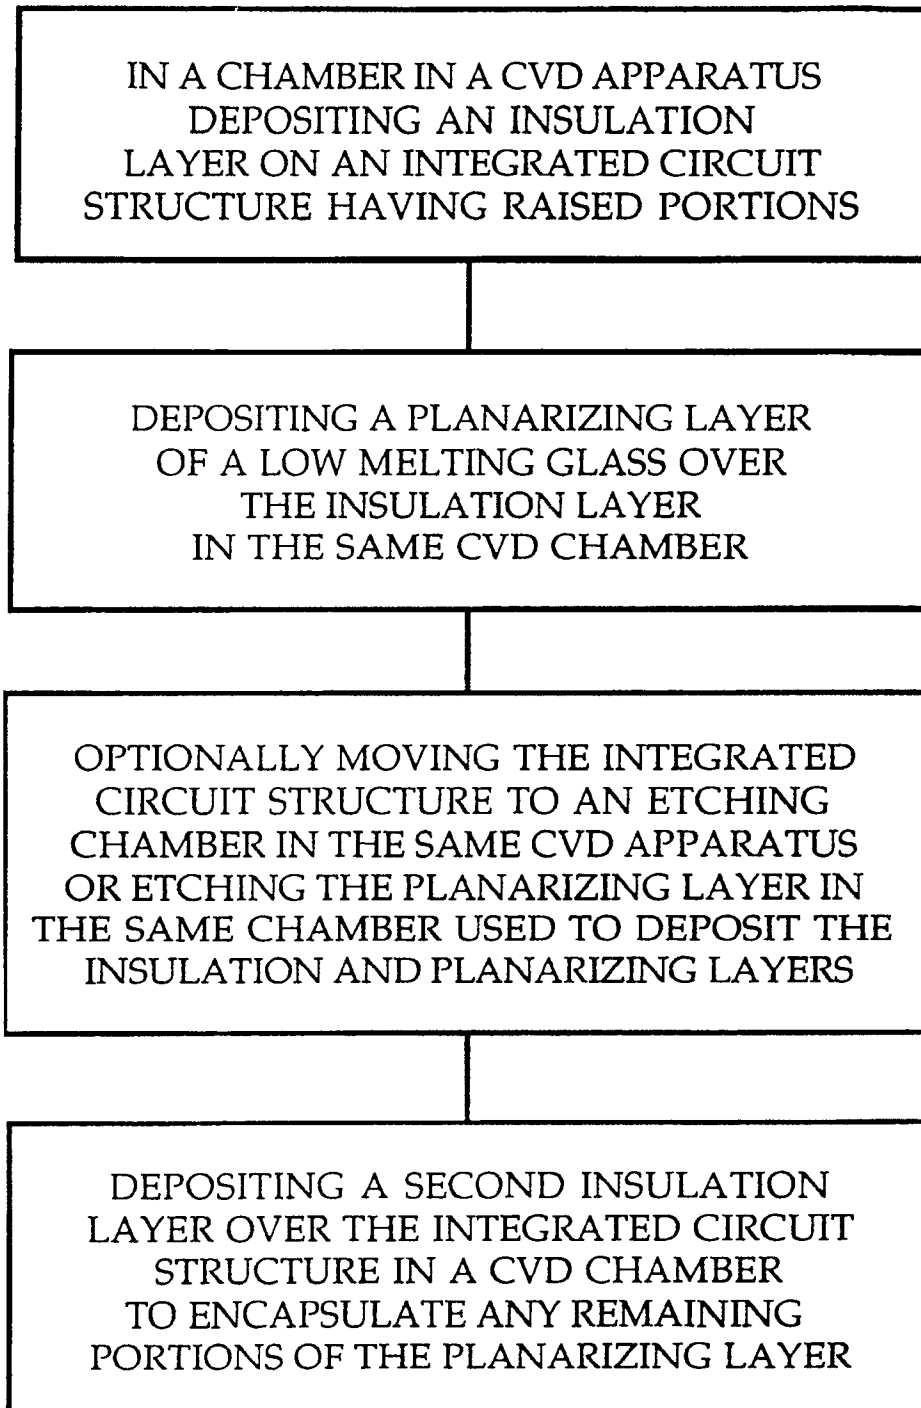 IN A CHAMBER IN A CVD APPARATUS
DEPOSITING AN INSULATION
LAYER ON AN INTEGRATED CIRCUIT
STRUCTURE HAVING RAISED PORTIONS
DEPOSITING A PLANARIZING LAYER
OF A LOW MELTING GLASS OVER
THE INSULATION LAYER
IN THE SAME CVD CHAMBER
OPTIONALLY MOVING THE INTEGRATED
CIRCUIT STRUCTURE TO AN ETCHING
CHAMBER IN THE SAME CVD APPARATUS
OR ETCHING THE PLANARIZING LAYER IN
THE SAME CHAMBER USED TO DEPOSIT THE
INSULATION AND PLANARIZING LAYERS
DEPOSITING A SECOND INSULATION
LAYER OVER THE INTEGRATED CIRCUIT
STRUCTURE IN A CVD CHAMBER
TO ENCAPSULATE ANY REMAINING
PORTIONS OF THE PLANARIZING LAYER